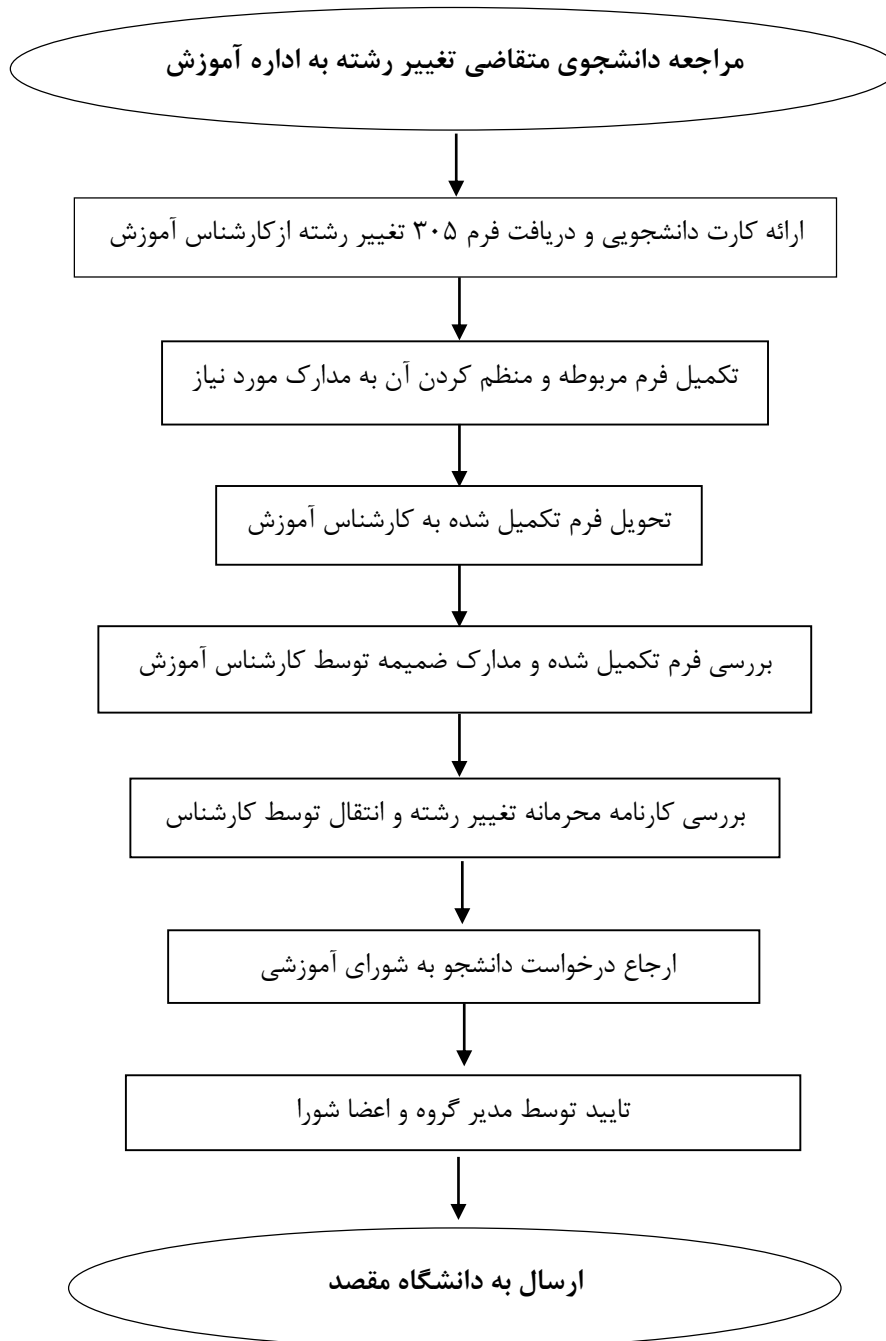 مراجعه دانشجوی متقاضی تغییر رشته به اداره آموزش
ارائه کارت دانشجویی و دریافت فرم ۳۰۵ تغییر رشته ازکارشناس آموزش
تکمیل فرم مربوطه و منظم کردن آن به مدارک مورد نیاز
تحویل فرم تکمیل شده به کارشناس آموزش
بررسی فرم تکمیل شده و مدارک ضمیمه توسط کارشناس آموزش
بررسی کارنامه محرمانه تغییر رشته و انتقال توسط کارشناس
ارجاع درخواست دانشجو به شورای آموزشی
تایید توسط مدیر گروه و اعضا شورا
ارسال به دانشگاه مقصد